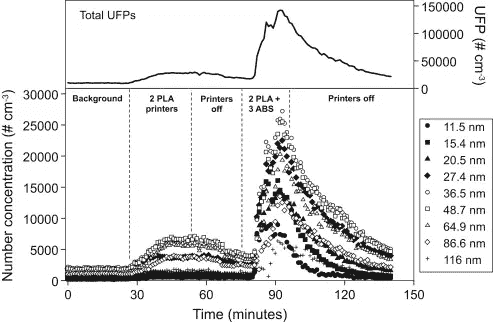 Total UFPs
150000
100000
50000
0
UFP (# cm-3)
30000
25000
20000
15000
10000
5000
0
Number concentration (# cm-3)
Background
2 PLA
printers
Printers
off
2 PLA +
3 ABS
Printers off
0
30
60
90
120
150
Time (minutes)
11.5 nm
15.4 nm
20.5 nm
27.4 nm
36.5 nm
48.7 nm
64.9 nm
86.6 nm
116 nm